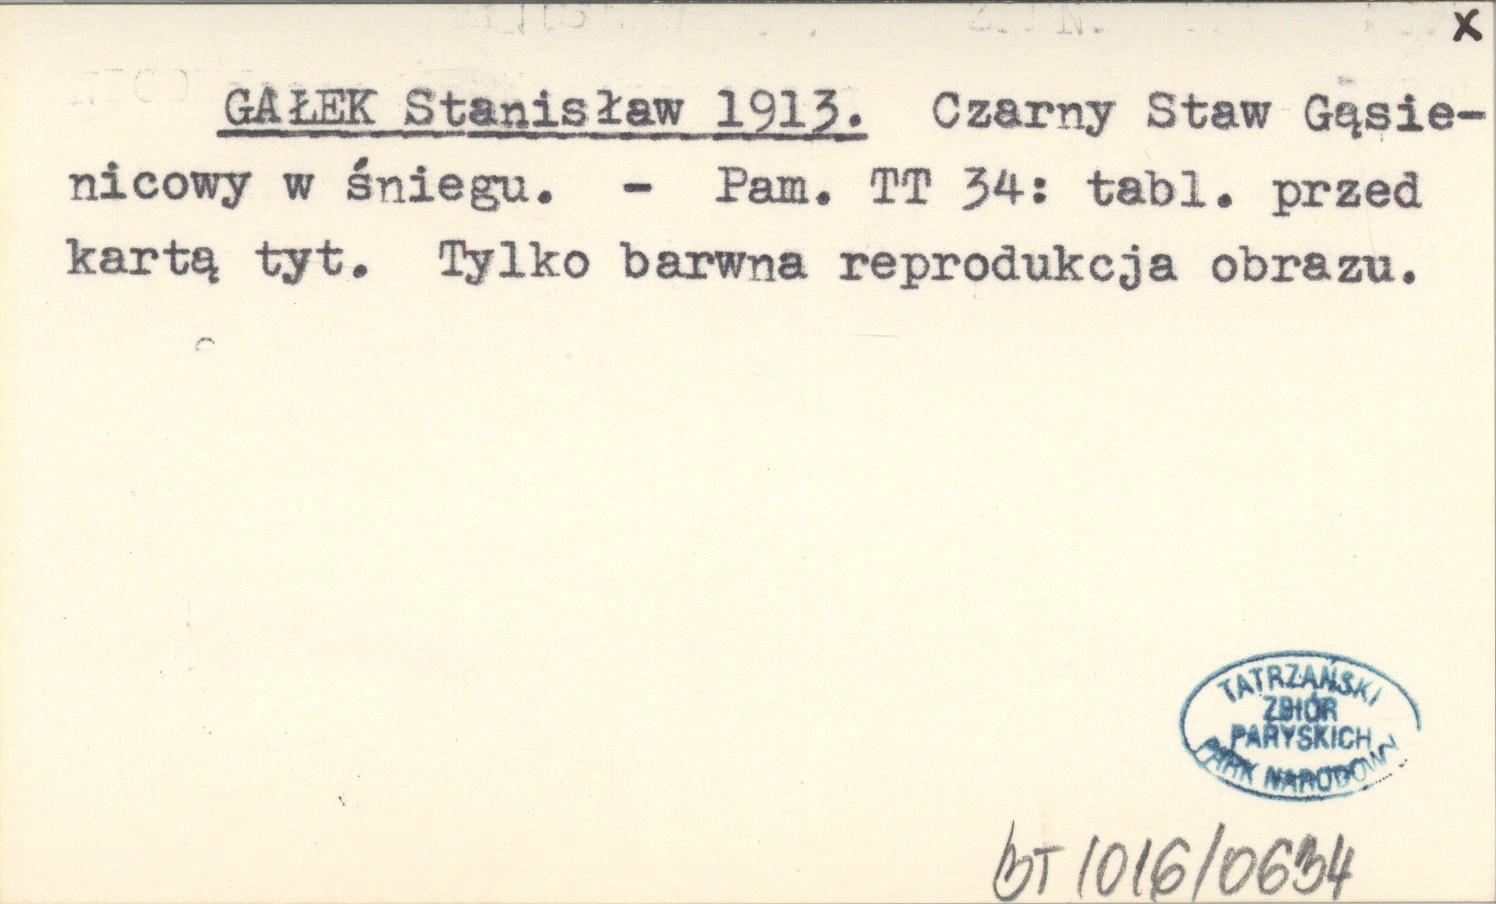 x
GAŁEK Stanisław 1913. Czarny Staw Gąsie-
nicowy w śniegu. - Pam. TT 34: tabl. przed
kartą tyt. Tylko barwna reprodukcja obrazu.
TATRZAŃSKI
ZBIÓR
PARYSKICH
PARK NARODOWY
BT 1016/0634